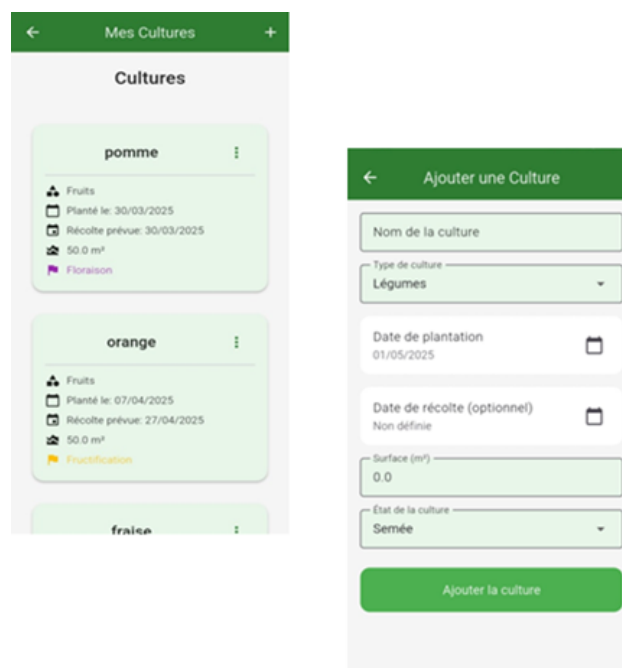 Mes Cultures
Cultures
pomme
Fruits
Planté le: 30/03/2025
Récolte prévue: 30/03/2025
50.0 m²
Floraison
orange
Fruits
Planté le: 07/04/2025
Récolte prévue: 27/04/2025
50.0 m²
Fructification
fraise
Ajouter une Culture
Nom de la culture
Type de culture
Légumes
Date de plantation
01/05/2025
Date de récolte (optionnel)
Non définie
Surface (m²)
0.0
État de la culture
Semée
Ajouter la culture